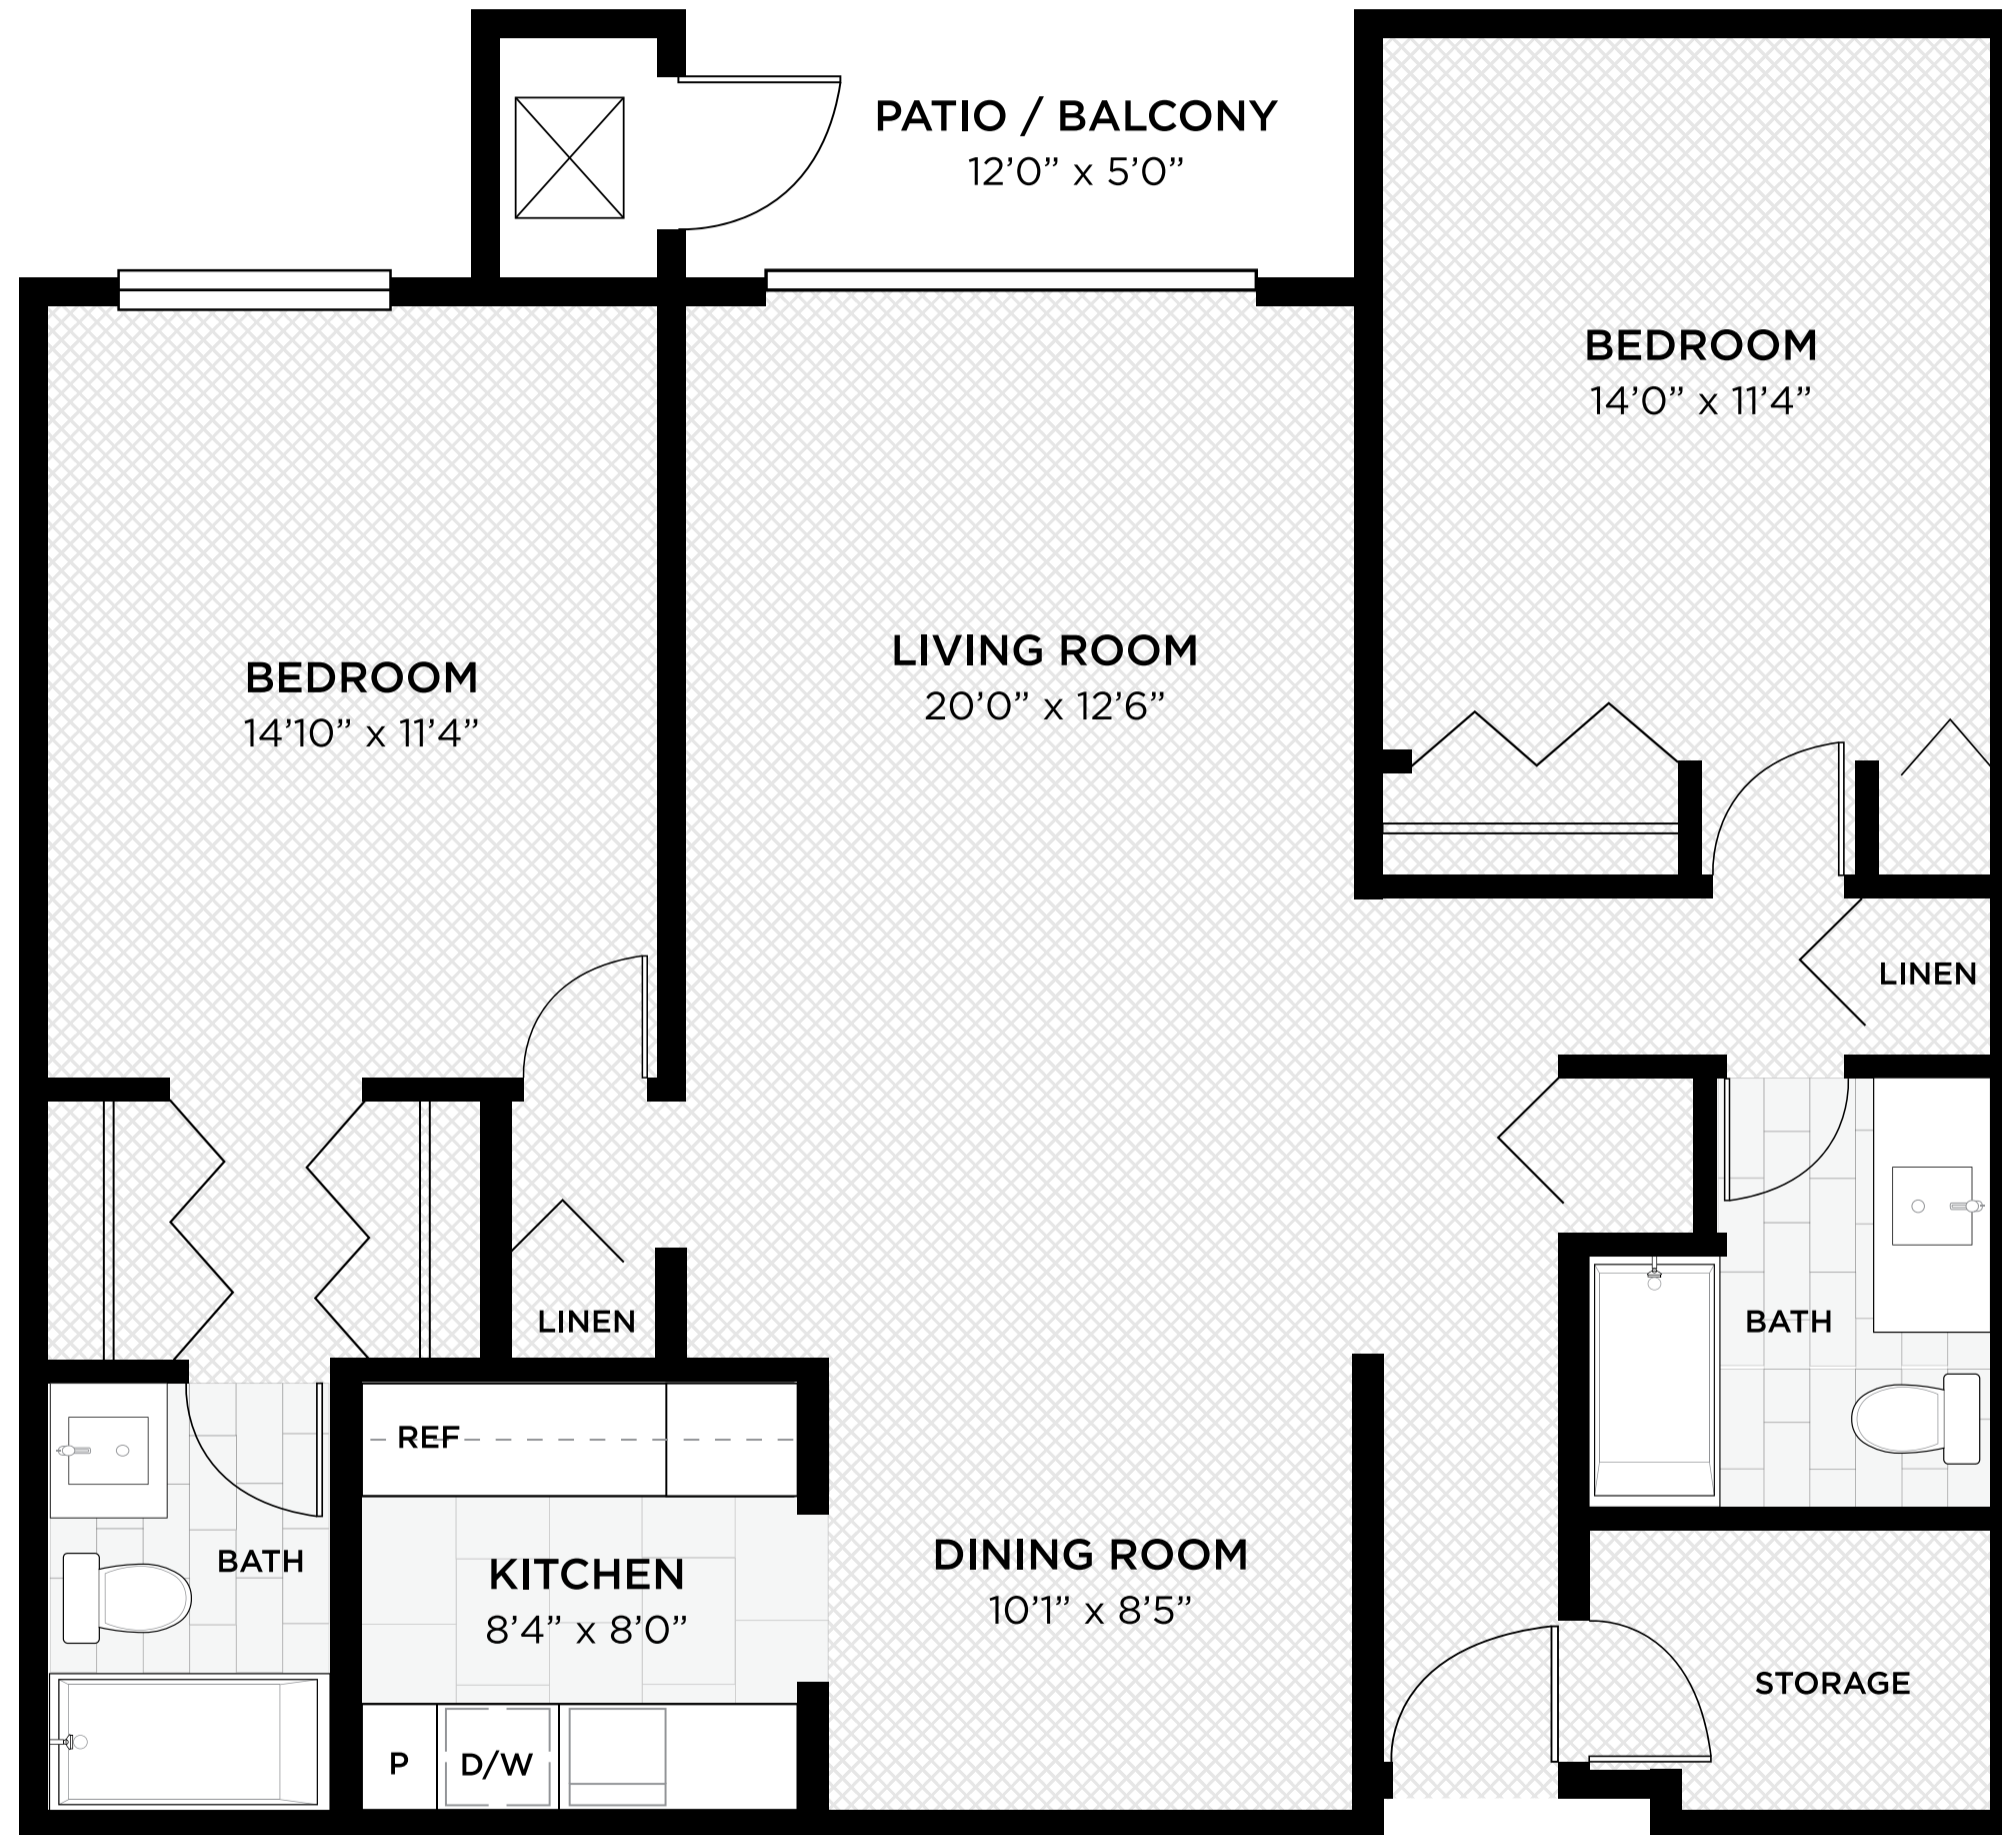 PATIO / BALCONY
12’0” x 5’0”
BEDROOM
14’0” x 11’4”
LIVING ROOM
20’0” x 12’6”
BEDROOM
14’10” x 11’4”
LINEN
LINEN
BATH
REF
DINING ROOM
10’1” x 8’5”
BATH
KITCHEN
8’4” x 8’0”
STORAGE
P
D/W